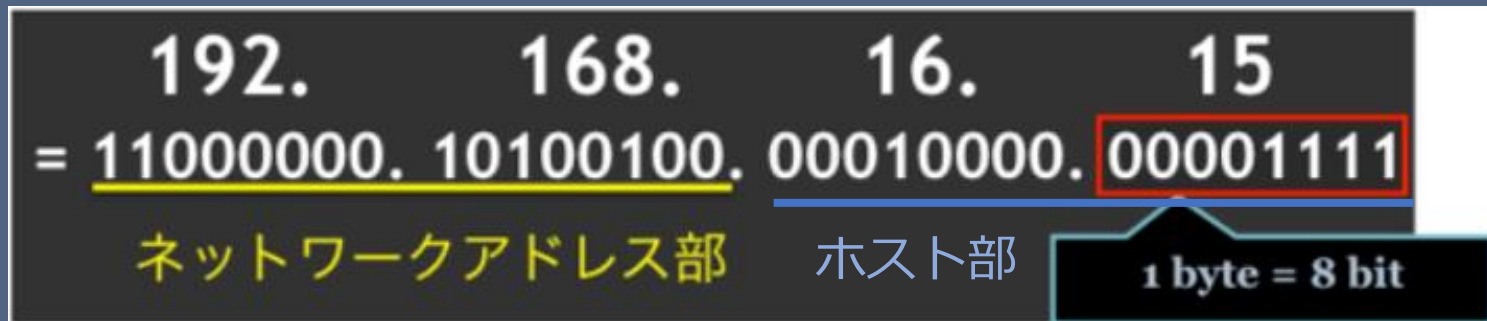 192. 168. 16. 15
= 11000000. 10100100. 00010000. 00001111
ネットワークアドレス部 ホスト部
1 byte = 8 bit